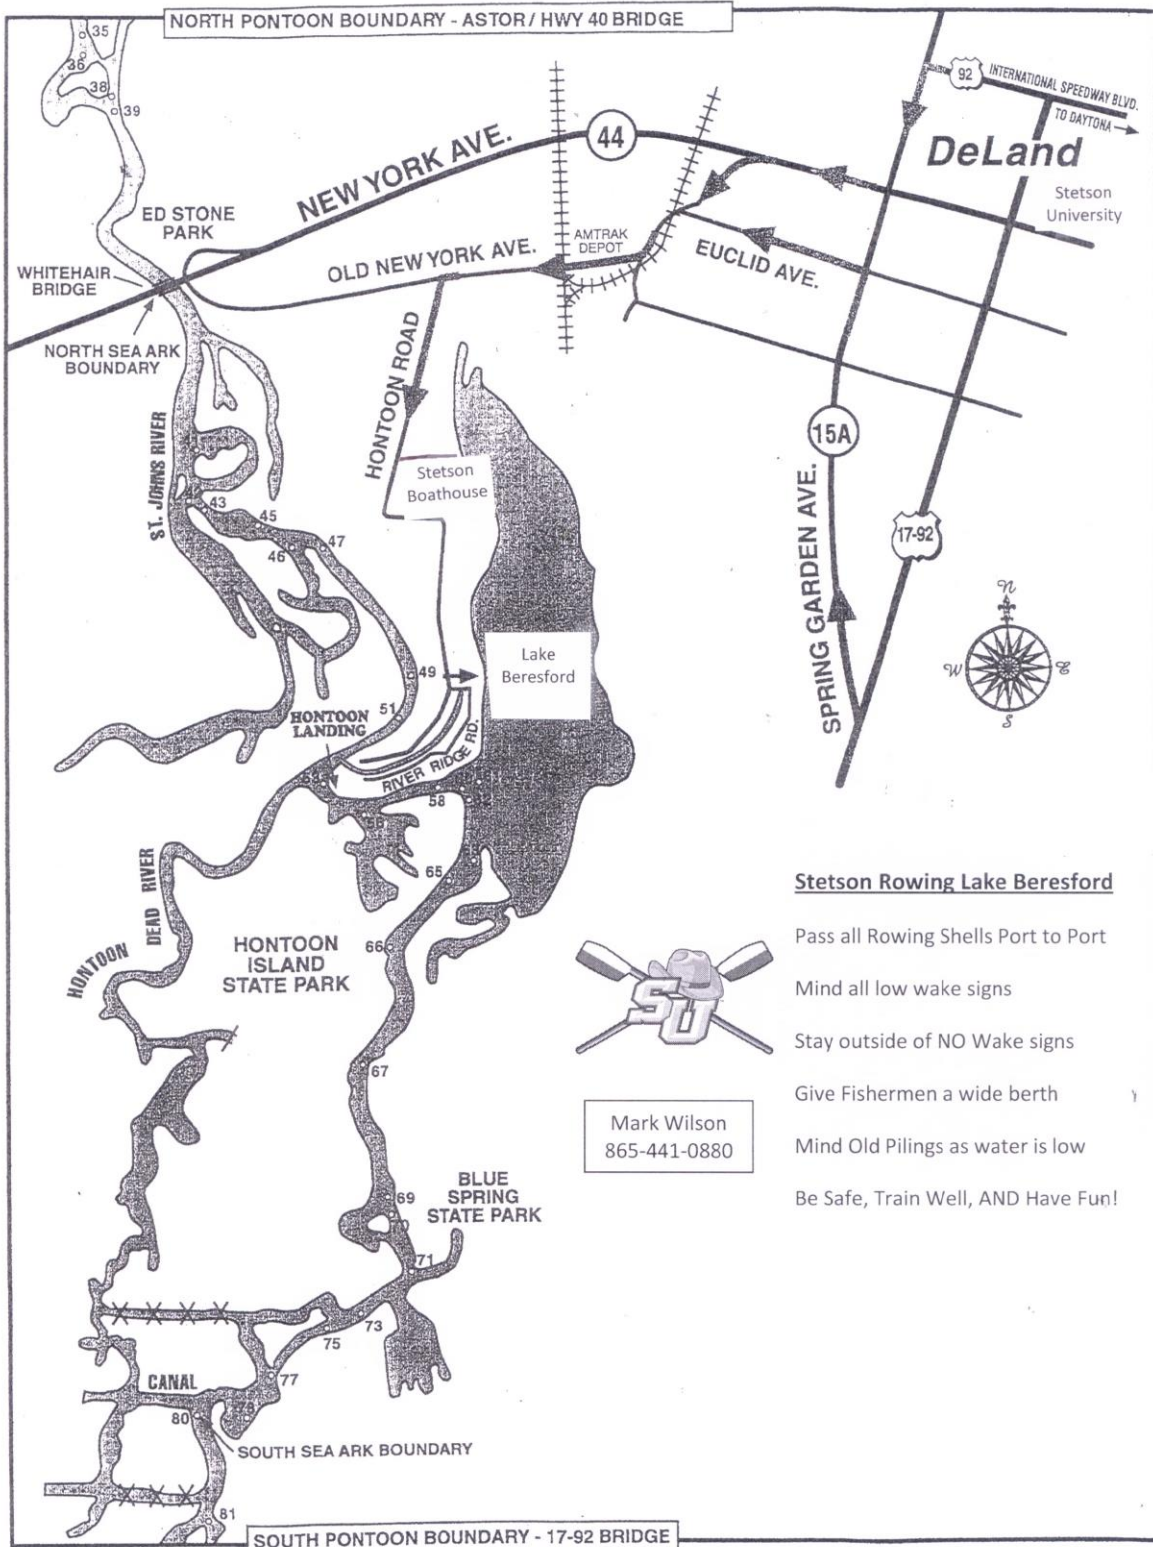 NORTH PONTOON BOUNDARY - ASTOR / HWY 40 BRIDGE
35
36
38
39
92
INTERNATIONAL SPEEDWAY BLVD.
TO DAYTONA
44
DeLand
NEW YORK AVE.
Stetson
University
ED STONE
PARK
AMTRAK
DEPOT
OLD NEW YORK AVE.
EUCLID AVE.
WHITEHAIR
BRIDGE
NORTH SEA ARK
BOUNDARY
HONTOON ROAD
15A
Stetson
Boathouse
ST. JOHNS RIVER
43
45
46
47
17-92
SPRING GARDEN AVE.
N
W
E
S
Lake
Beresford
49
51
HONTOON
LANDING
RIVER RIDGE RD.
58
65
66
HONTOON DEAD RIVER
HONTOON
ISLAND
STATE PARK
SU
Stetson Rowing Lake Beresford
Pass all Rowing Shells Port to Port
Mind all low wake signs
Stay outside of NO Wake signs
Give Fishermen a wide berth
Mind Old Pilings as water is low
Be Safe, Train Well, AND Have Fun!
Mark Wilson
865-441-0880
67
69
70
71
BLUE
SPRING
STATE PARK
73
75
77
CANAL
78
80
SOUTH SEA ARK BOUNDARY
81
SOUTH PONTOON BOUNDARY - 17-92 BRIDGE